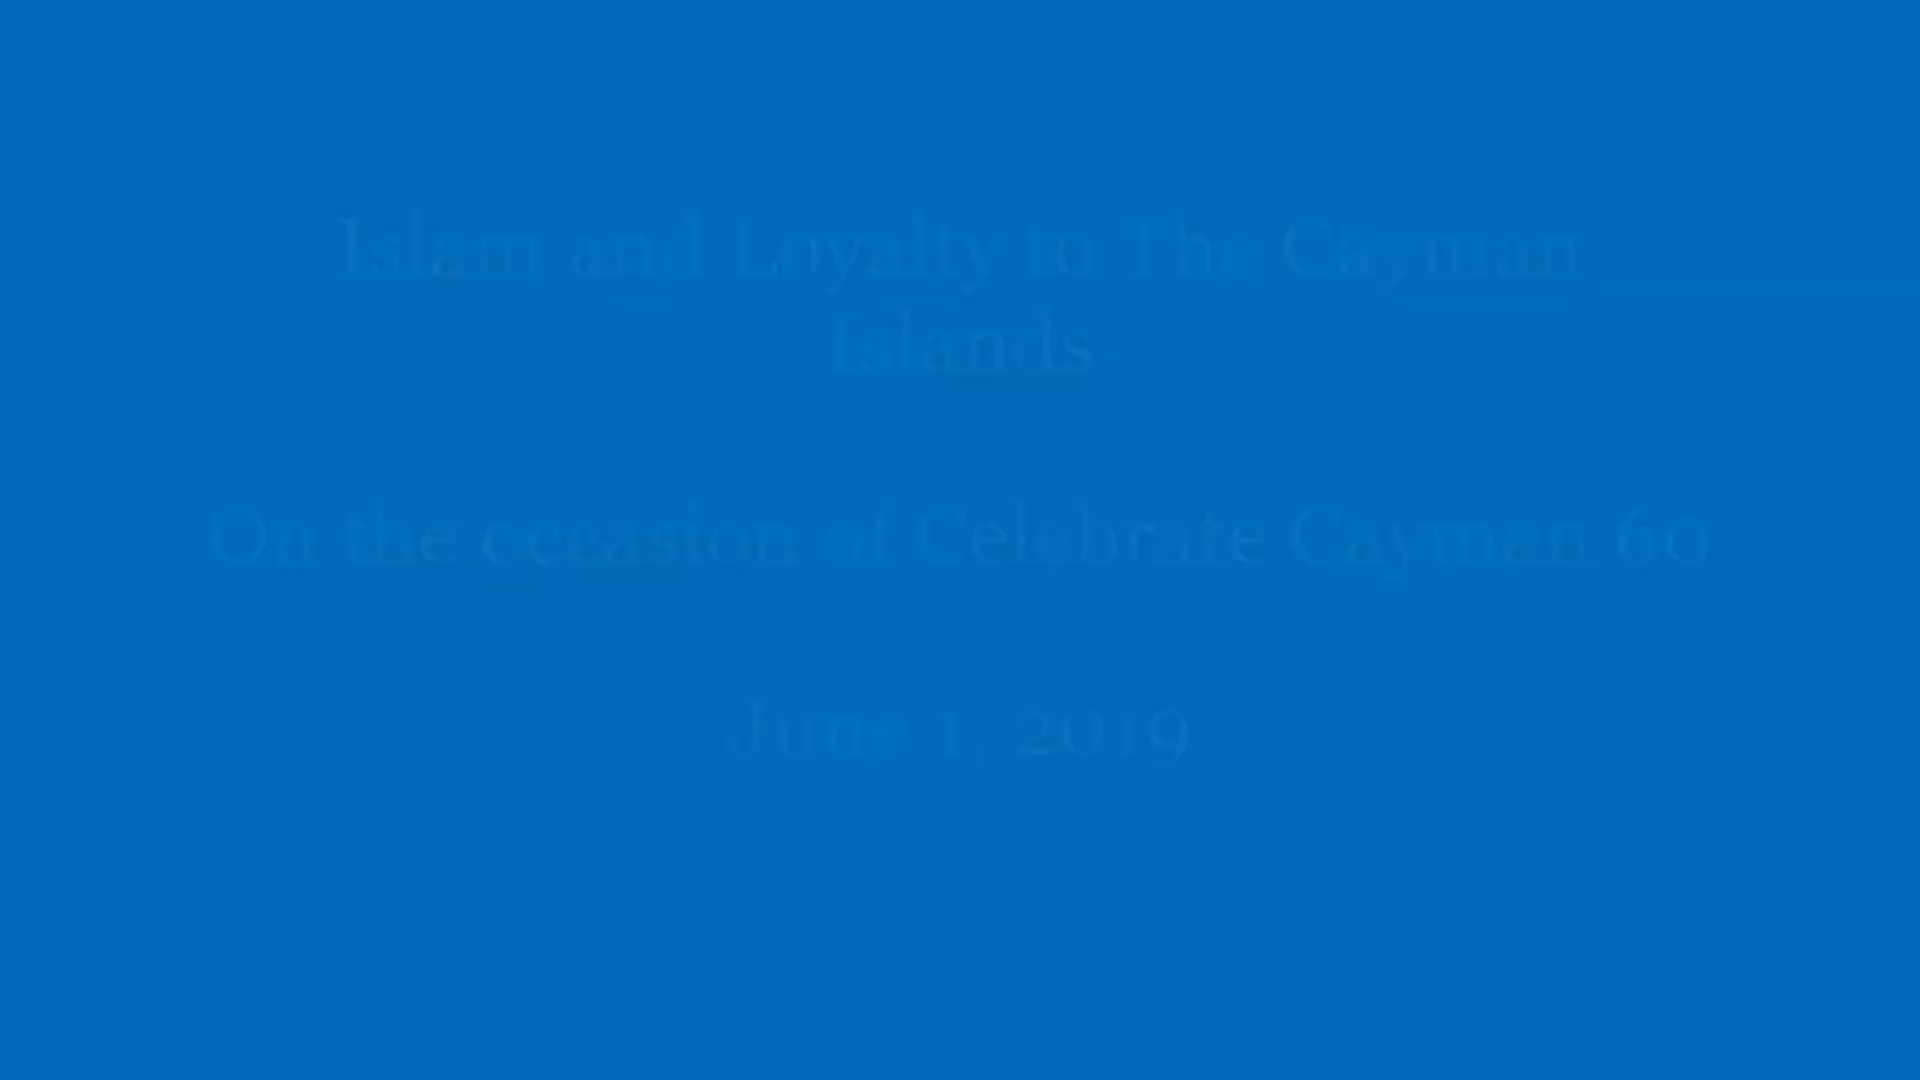 Islam and Loyalty to The Cayman
Islands
On the occasion of Celebrate Cayman 60
June 1, 2019